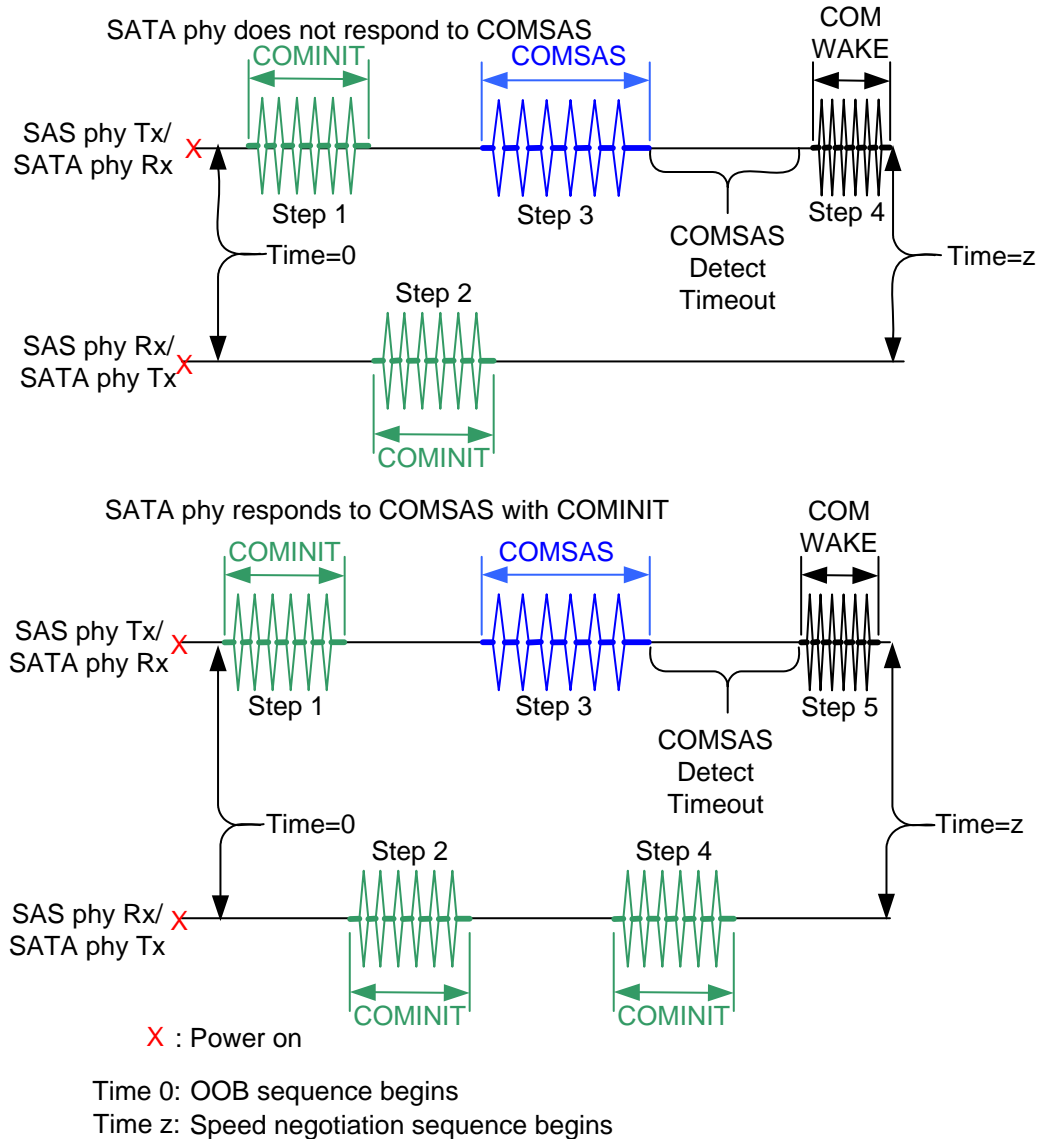 SATA phy does not respond to COMSAS
COM
WAKE
COMINIT
COMSAS
SAS phy Tx/
SATA phy Rx
X
Step 1
Step 3
Step 4
COMSAS
Detect
Timeout
Time=0
Time=z
Step 2
SAS phy Rx/
SATA phy Tx
X
COMINIT
SATA phy responds to COMSAS with COMINIT
COM
WAKE
COMINIT
COMSAS
SAS phy Tx/
SATA phy Rx
X
Step 1
Step 3
Step 5
COMSAS
Detect
Timeout
Time=0
Time=z
Step 2
Step 4
SAS phy Rx/
SATA phy Tx
X
COMINIT
COMINIT
X : Power on
Time 0: OOB sequence begins
Time z: Speed negotiation sequence begins